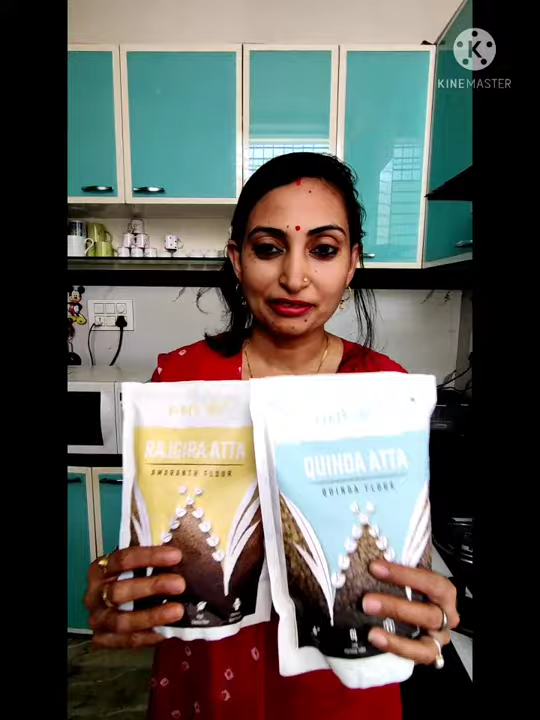 KINEMASTER
RAJGIRA ATTA
AMARANTH FLOUR
QUINOA ATTA
QUINOA FLOUR